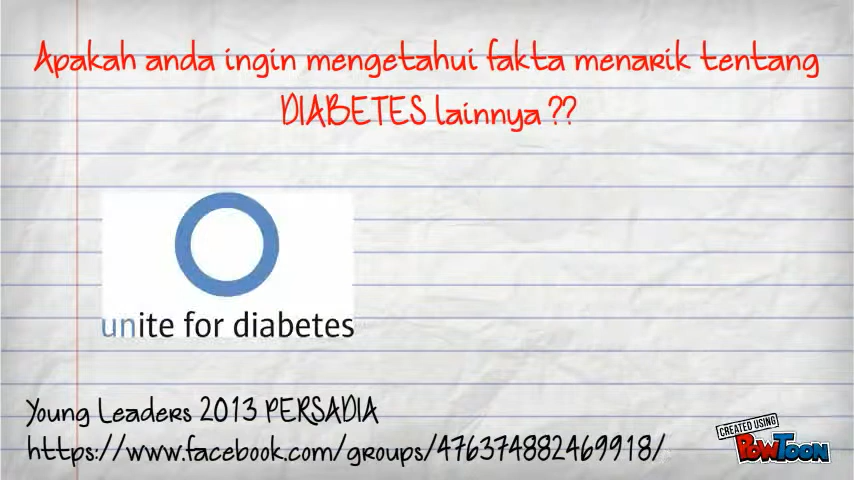 Apakah anda ingin mengetahui fakta menarik tentang
DIABETES lainnya ??
unite for diabetes
Young Leaders 2013 PERSADIA
https://www.facebook.com/groups/476374882469918/
CREATED USING
POWTOON